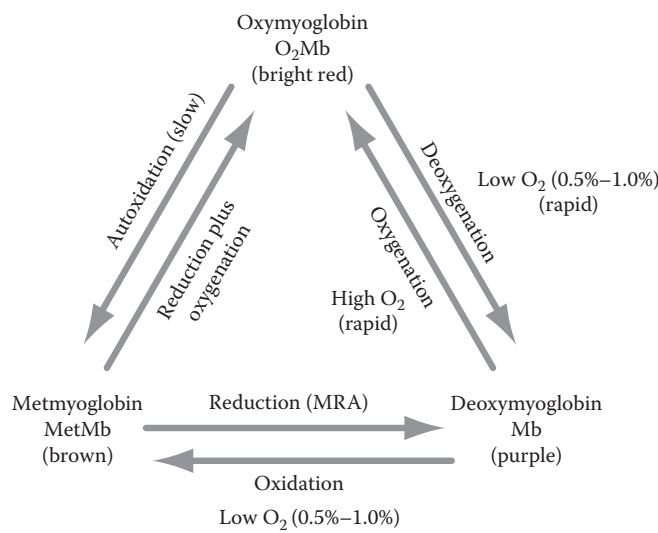 Oxymyoglobin
O₂Mb
(bright red)
Autoxidation (slow)
Reduction plus
oxygenation
Deoxygenation
Low O₂ (0.5%–1.0%)
(rapid)
Oxygenation
High O₂
(rapid)
Metmyoglobin
MetMb
(brown)
Reduction (MRA)
Deoxymyoglobin
Mb
(purple)
Oxidation
Low O₂ (0.5%–1.0%)